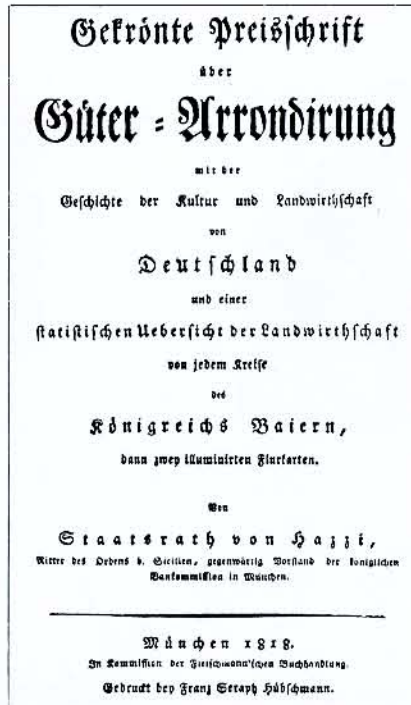 Gekrönte Preisschrift
über
Güter = Arrondirung
mit der
Geschichte der Kultur und Landwirthschaft
von
Deutschland
und einer
statistischen Uebersicht der Landwirthschaft
von jedem Kreise
des
Königreichs Baiern,
dann zwey illuminirten Flurkarten.
Von
Staatsrath von Hazzi,
Ritter des Ordens b. Sicilien, gegenwärtig Vorstand der königlichen
Baukommission in München.
München 1818.
In Kommission der Fleischmann'schen Buchhandlung.
Gedruckt bey Franz Seraph Hübschmann.